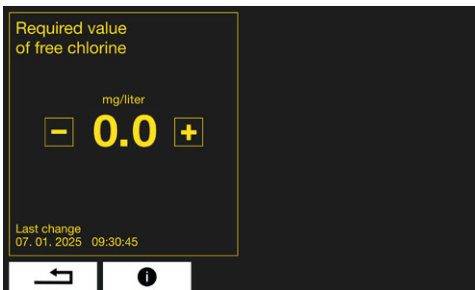 Required value
of free chlorine
mg/liter
− 0.0 +
Last change
07. 01. 2025 09:30:45
i